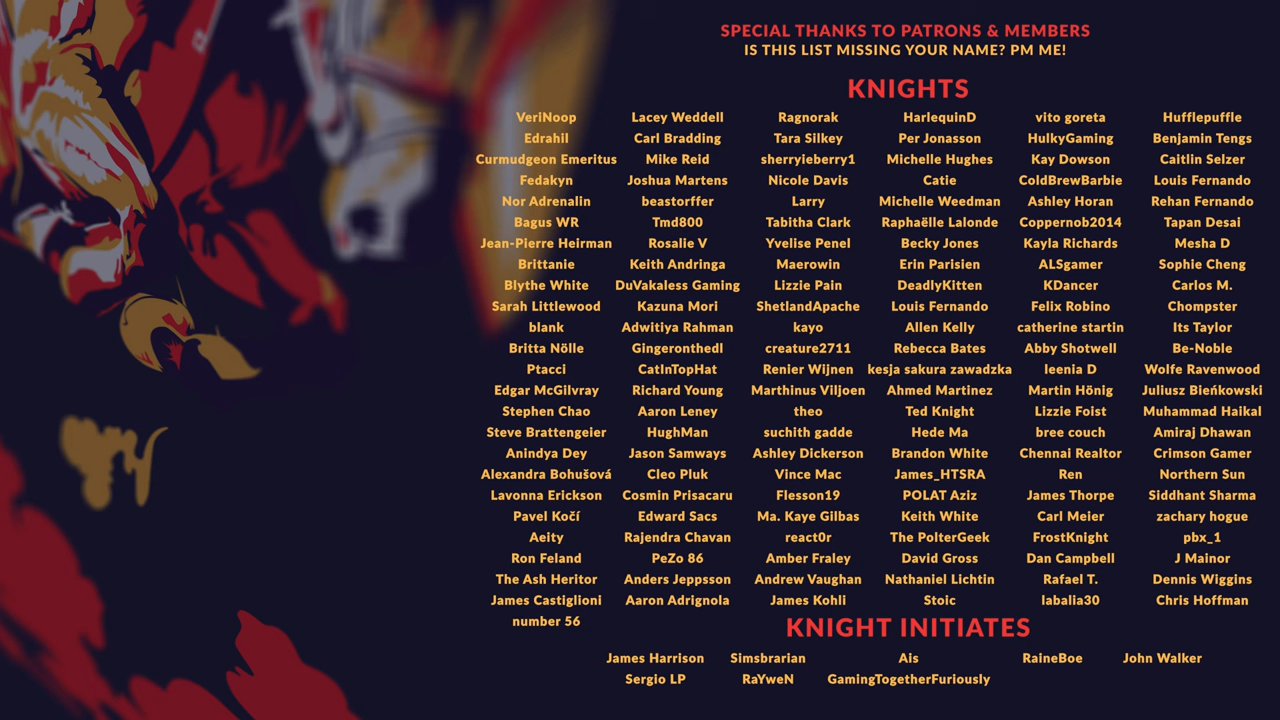 SPECIAL THANKS TO PATRONS & MEMBERS
IS THIS LIST MISSING YOUR NAME? PM ME!
KNIGHTS
VeriNoop Lacey Weddell Ragnorak HarlequinD vito goreta Hufflepuffle
Edrahil Carl Bradding Tara Silkey Per Jonasson HulkyGaming Benjamin Tengs
Curmudgeon Emeritus Mike Reid sherryieberry1 Michelle Hughes Kay Dowson Caitlin Selzer
Fedakyn Joshua Martens Nicole Davis Catie ColdBrewBarbie Louis Fernando
Nor Adrenalin beastorffer Larry Michelle Weedman Ashley Horan Rehan Fernando
Bagus WR Tmd800 Tabitha Clark Raphaëlle Lalonde Coppernob2014 Tapan Desai
Jean-Pierre Heirman Rosalie V Yvelise Penel Becky Jones Kayla Richards Mesha D
Brittanie Keith Andringa Maerowin Erin Parisien ALSgamer Sophie Cheng
Blythe White DuVakaless Gaming Lizzie Pain DeadlyKitten KDancer Carlos M.
Sarah Littlewood Kazuna Mori ShetlandApache Louis Fernando Felix Robino Chompster
blank Adwitiya Rahman kayo Allen Kelly catherine startin Its Taylor
Britta Nölle Gingeronthedl creature2711 Rebecca Bates Abby Shotwell Be-Noble
Ptacci CatInTopHat Renier Wijnen kesja sakura zawadzka leenia D Wolfe Ravenwood
Edgar McGilvray Richard Young Marthinus Viljoen Ahmed Martinez Martin Hönig Juliusz Bieńkowski
Stephen Chao Aaron Leney theo Ted Knight Lizzie Foist Muhammad Haikal
Steve Brattengeier HughMan suchith gadde Hede Ma bree couch Amiraj Dhawan
Anindya Dey Jason Samways Ashley Dickerson Brandon White Chennai Realtor Crimson Gamer
Alexandra Bohušová Cleo Pluk Vince Mac James_HTSRA Ren Northern Sun
Lavonna Erickson Cosmin Prisacaru Flesson19 POLAT Aziz James Thorpe Siddhant Sharma
Pavel Kočí Edward Sacs Ma. Kaye Gilbas Keith White Carl Meier zachary hogue
Aeity Rajendra Chavan react0r The PolterGeek FrostKnight pbx_1
Ron Feland PeZo 86 Amber Fraley David Gross Dan Campbell J Mainor
The Ash Heritor Anders Jeppsson Andrew Vaughan Nathaniel Lichtin Rafael T. Dennis Wiggins
James Castiglioni Aaron Adrignola James Kohli Stoic labalia30 Chris Hoffman
number 56
KNIGHT INITIATES
James Harrison Simsbrarian Ais RaineBoe John Walker
Sergio LP RaYweN GamingTogetherFuriously